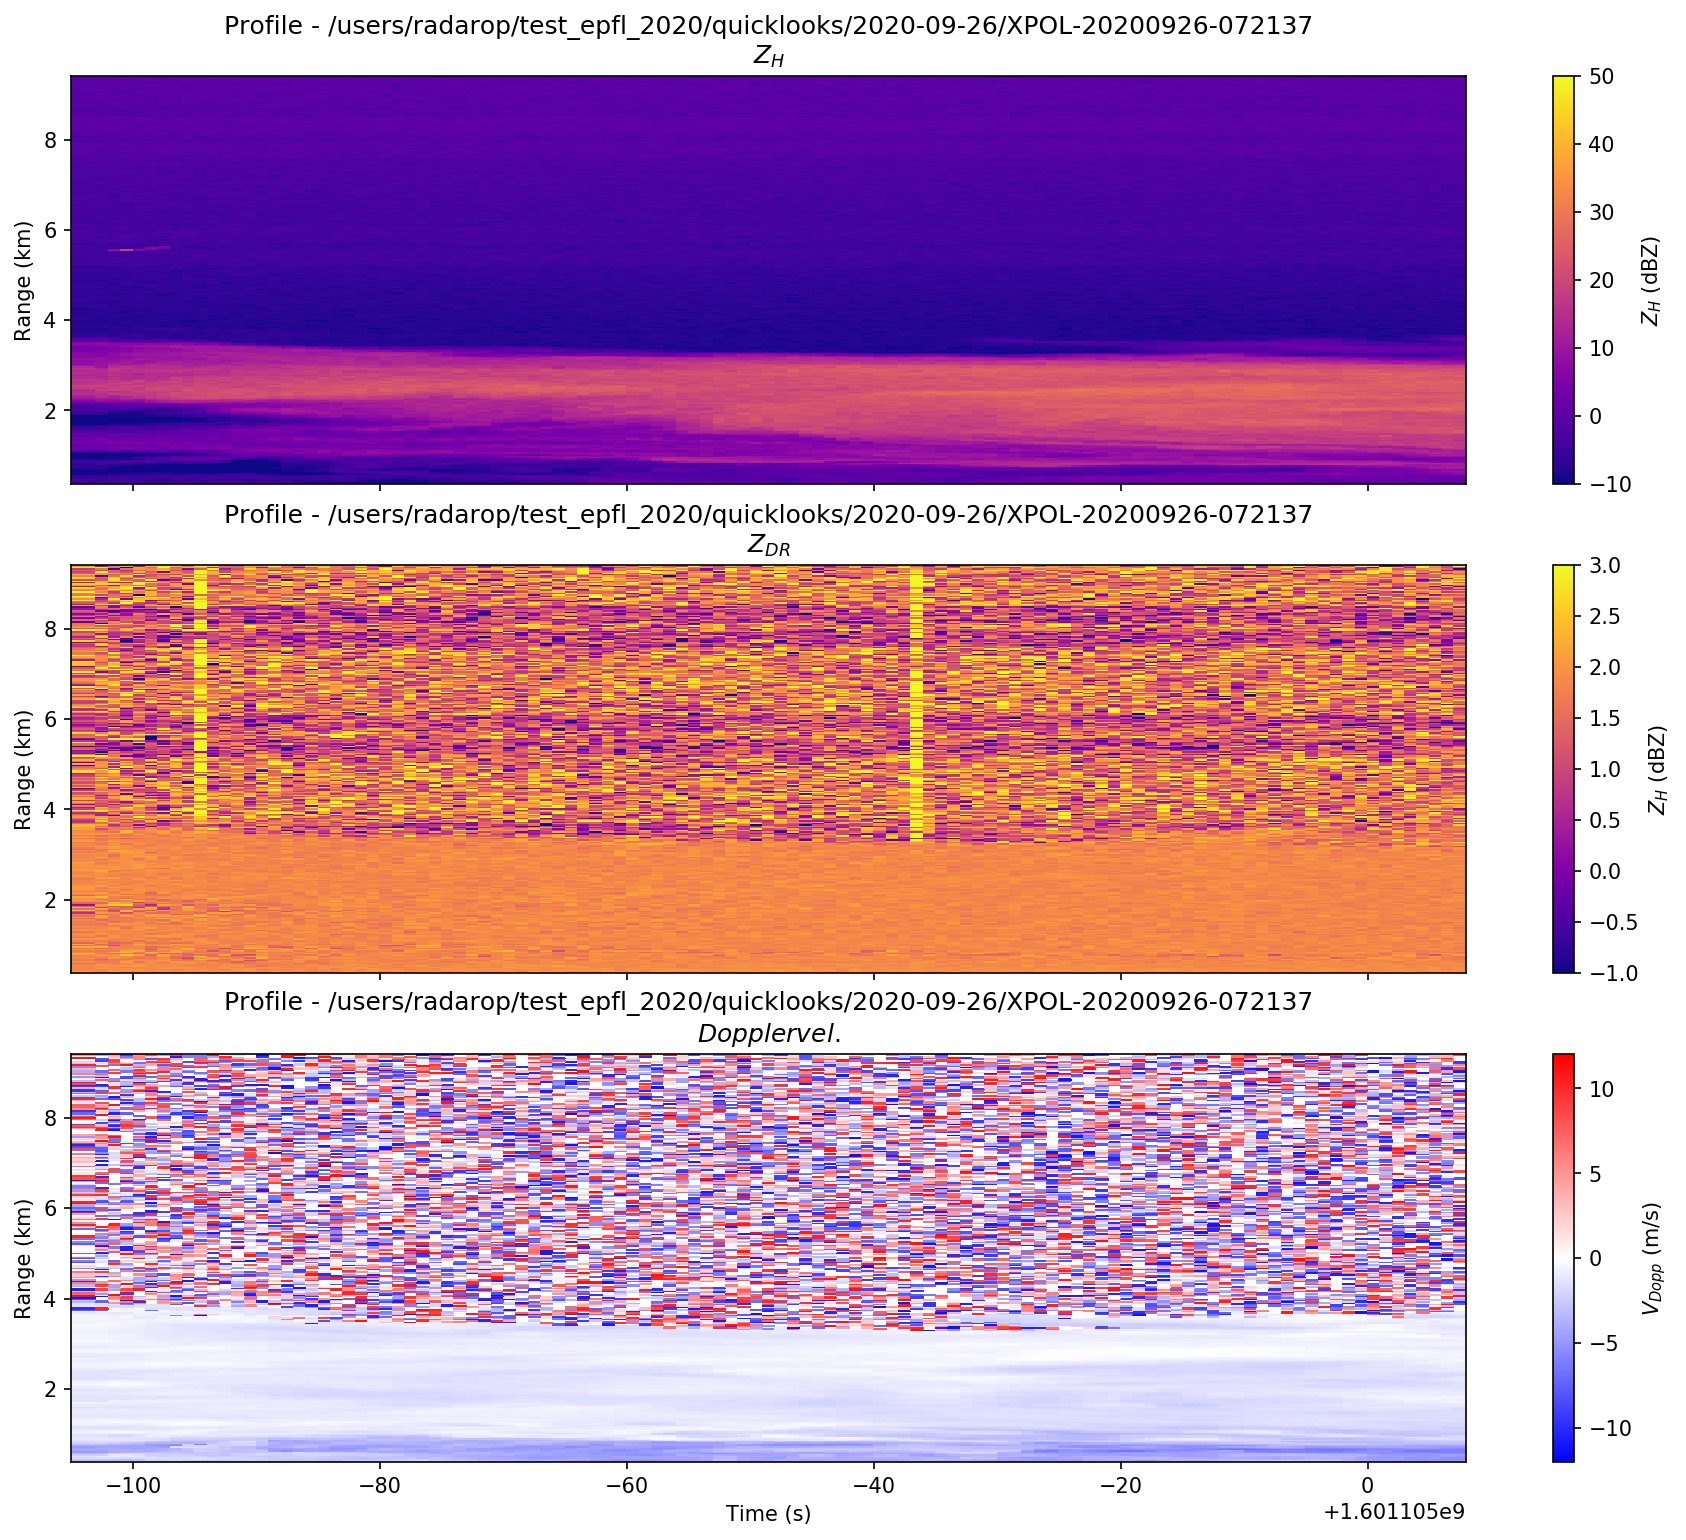 Profile - /users/radarop/test_epfl_2020/quicklooks/2020-09-26/XPOL-20200926-072137
Z_H
8
6
4
2
Range (km)
50
40
30
20
10
0
−10
Z_H (dBZ)
Profile - /users/radarop/test_epfl_2020/quicklooks/2020-09-26/XPOL-20200926-072137
Z_DR
8
6
4
2
Range (km)
3.0
2.5
2.0
1.5
1.0
0.5
0.0
−0.5
−1.0
Z_H (dBZ)
Profile - /users/radarop/test_epfl_2020/quicklooks/2020-09-26/XPOL-20200926-072137
Dopplervel.
8
6
4
2
Range (km)
10
5
0
−5
−10
V_Dopp (m/s)
−100 −80 −60 −40 −20 0
Time (s)
+1.601105e9